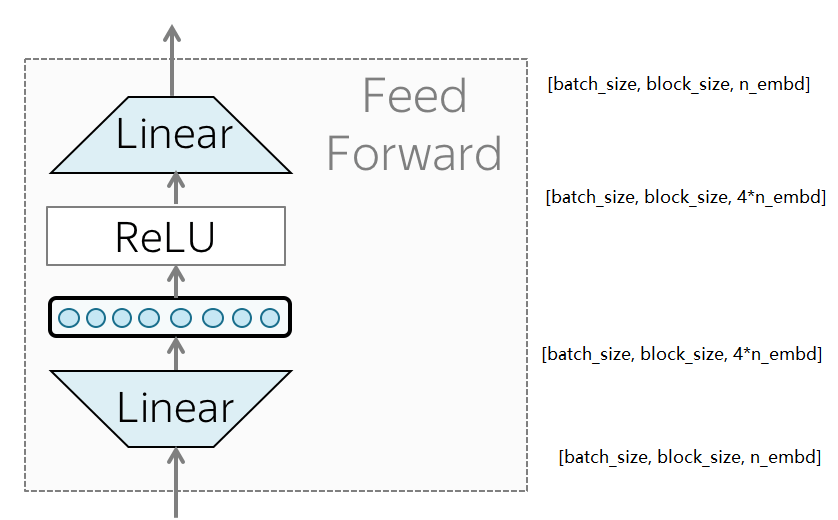 [batch_size, block_size, n_embd]
Feed
Forward
Linear
[batch_size, block_size, 4*n_embd]
ReLU
[batch_size, block_size, 4*n_embd]
Linear
[batch_size, block_size, n_embd]